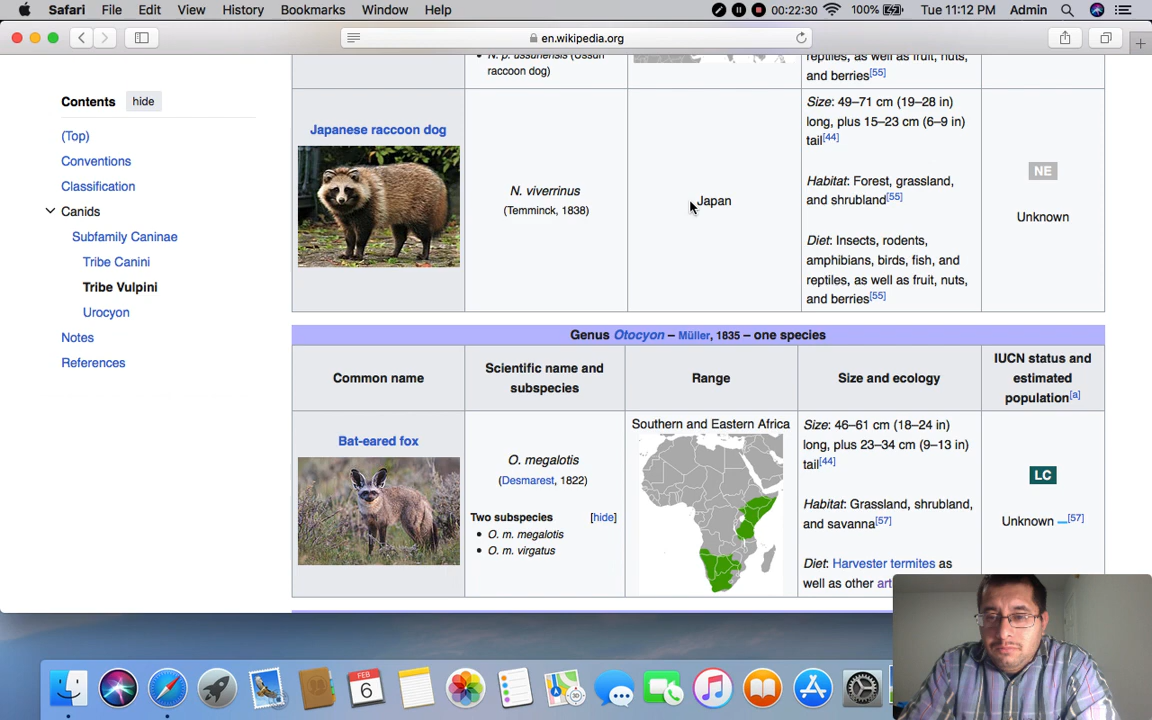 Safari File Edit View History Bookmarks Window Help 00:22:30 100% Tue 11:12 PM Admin
en.wikipedia.org
Contents hide
(Top)
Conventions
Classification
Canids
Subfamily Caninae
Tribe Canini
Tribe Vulpini
Urocyon
Notes
References
raccoon dog)
reptiles, as well as fruit, nuts,
and berries[55]
Japanese raccoon dog
N. viverrinus
(Temminck, 1838)
Japan
Size: 49–71 cm (19–28 in)
long, plus 15–23 cm (6–9 in)
tail[44]
Habitat: Forest, grassland,
and shrubland[55]
Diet: Insects, rodents,
amphibians, birds, fish, and
reptiles, as well as fruit, nuts,
and berries[55]
NE
Unknown
Genus Otocyon – Müller, 1835 – one species
Common name
Scientific name and
subspecies
Range
Size and ecology
IUCN status and
estimated
population[a]
Bat-eared fox
O. megalotis
(Desmarest, 1822)
Two subspecies [hide]
• O. m. megalotis
• O. m. virgatus
Southern and Eastern Africa
Size: 46–61 cm (18–24 in)
long, plus 23–34 cm (9–13 in)
tail[44]
Habitat: Grassland, shrubland,
and savanna[57]
Diet: Harvester termites as
well as other
LC
Unknown [57]
FEB
6